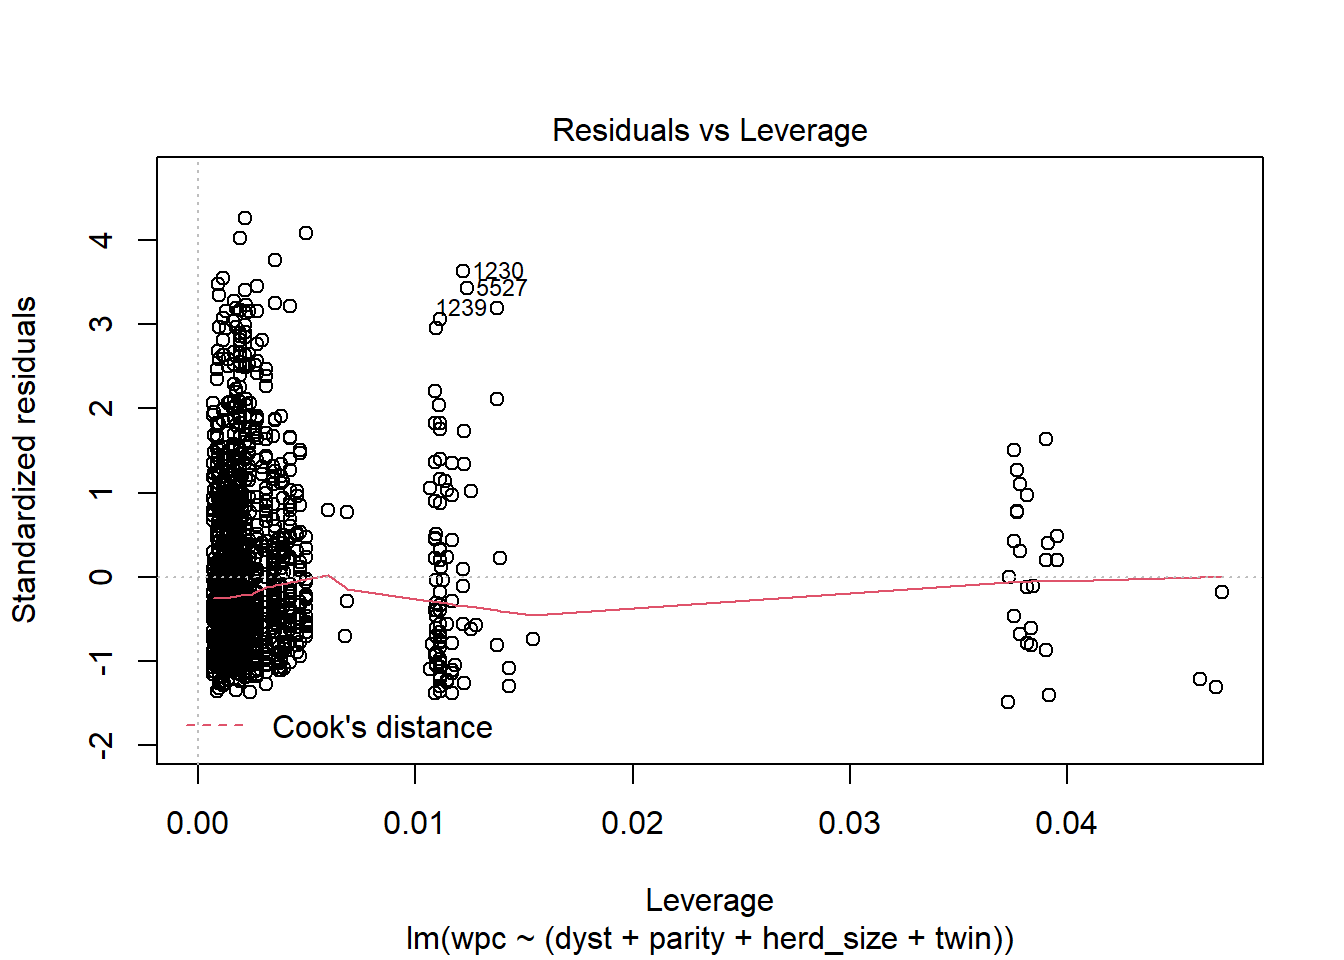 Residuals vs Leverage
Standardized residuals
4
3
2
1
0
-1
-2
1230
5527
1239
Cook's distance
0.00 0.01 0.02 0.03 0.04
Leverage
lm(wpc ~ (dyst + parity + herd_size + twin))